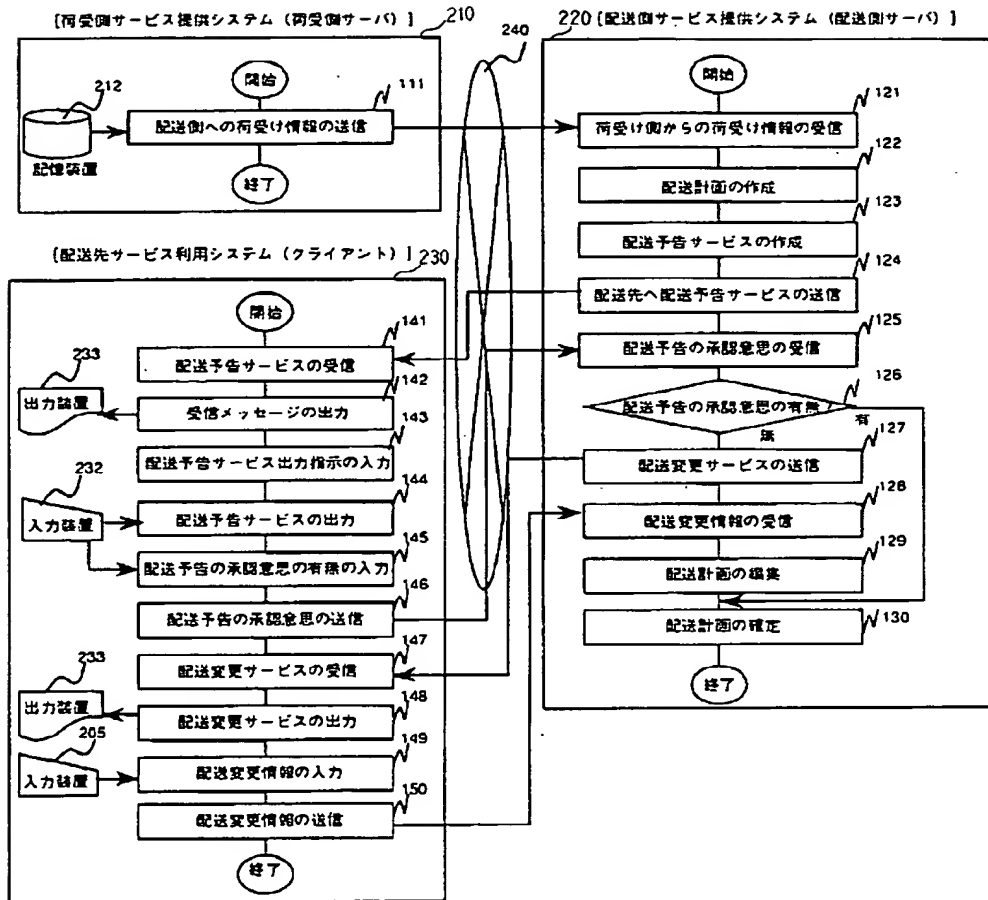 [荷受側サービス提供システム（荷受側サーバ）]
210
212
記憶装置
開始
111
配送側への荷受け情報の送信
終了
240
220 [配送側サービス提供システム（配送側サーバ）]
開始
121
荷受け側からの荷受け情報の受信
122
配送計画の作成
123
配送予告サービスの作成
124
配送先へ配送予告サービスの送信
125
配送予告の承認意思の受信
126
配送予告の承認意思の有無
有
無
127
配送変更サービスの送信
128
配送変更情報の受信
129
配送計画の編集
130
配送計画の確定
終了
[配送先サービス利用システム（クライアント）]
230
開始
141
配送予告サービスの受信
233
出力装置
142
受信メッセージの出力
143
配送予告サービス出力指示の入力
232
入力装置
144
配送予告サービスの出力
145
配送予告の承認意思の有無の入力
146
配送予告の承認意思の送信
147
配送変更サービスの受信
233
出力装置
148
配送変更サービスの出力
205
入力装置
149
配送変更情報の入力
150
配送変更情報の送信
終了